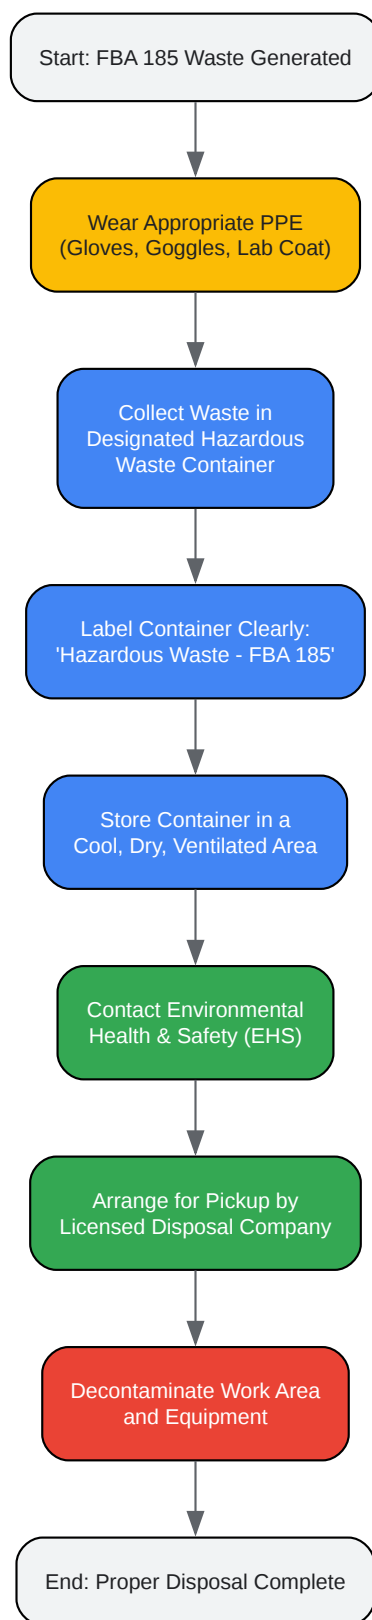 Start: FBA 185 Waste Generated
Wear Appropriate PPE
(Gloves, Goggles, Lab Coat)
Collect Waste in
Designated Hazardous
Waste Container
Label Container Clearly:
'Hazardous Waste - FBA 185'
Store Container in a
Cool, Dry, Ventilated Area
Contact Environmental
Health & Safety (EHS)
Arrange for Pickup by
Licensed Disposal Company
Decontaminate Work Area
and Equipment
End: Proper Disposal Complete